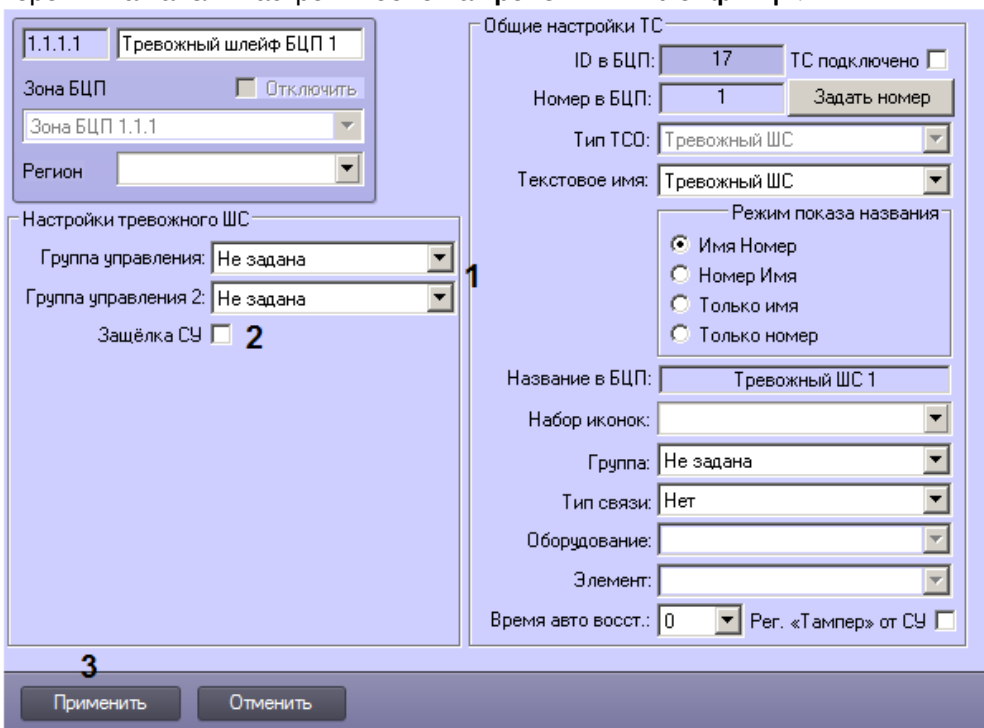 1.1.1.1 Тревожный шлейф БЦП 1
Зона БЦП Отключить
Зона БЦП 1.1.1
Регион
Настройки тревожного ШС
Группа управления: Не задана
1
Группа управления 2: Не задана
Защёлка СУ 2
Общие настройки ТС
ID в БЦП: 17 ТС подключено
Номер в БЦП: 1 Задать номер
Тип ТСО: Тревожный ШС
Текстовое имя: Тревожный ШС
Режим показа названия
Имя Номер
Номер Имя
Только имя
Только номер
Название в БЦП: Тревожный ШС 1
Набор иконок:
Группа: Не задана
Тип связи: Нет
Оборудование:
Элемент:
Время авто восст.: 0 Рег. «Тампер» от СУ
3
Применить Отменить